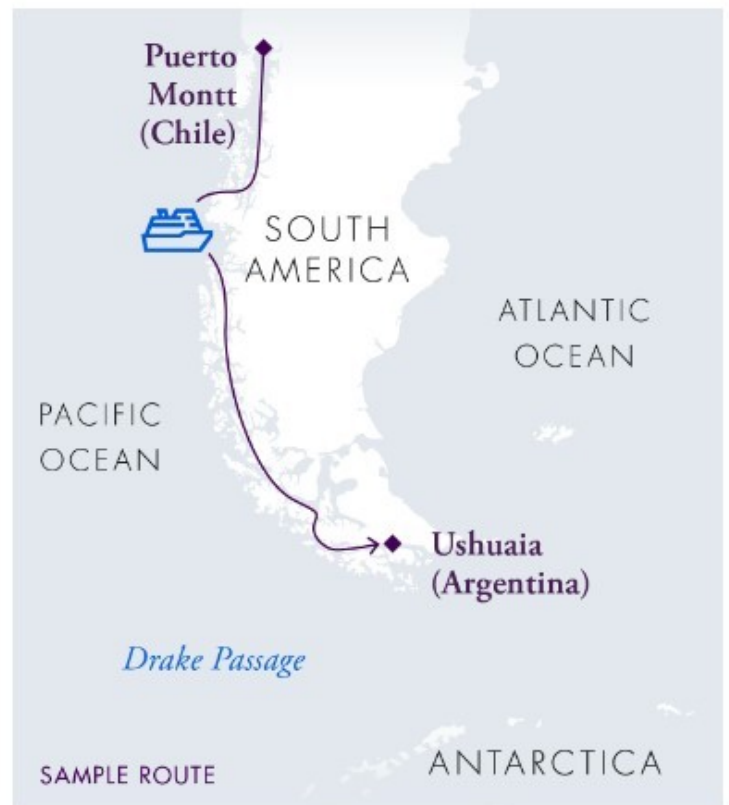 Puerto
Montt
(Chile)
SOUTH
AMERICA
ATLANTIC
OCEAN
PACIFIC
OCEAN
Ushuaia
(Argentina)
Drake Passage
ANTARCTICA
SAMPLE ROUTE